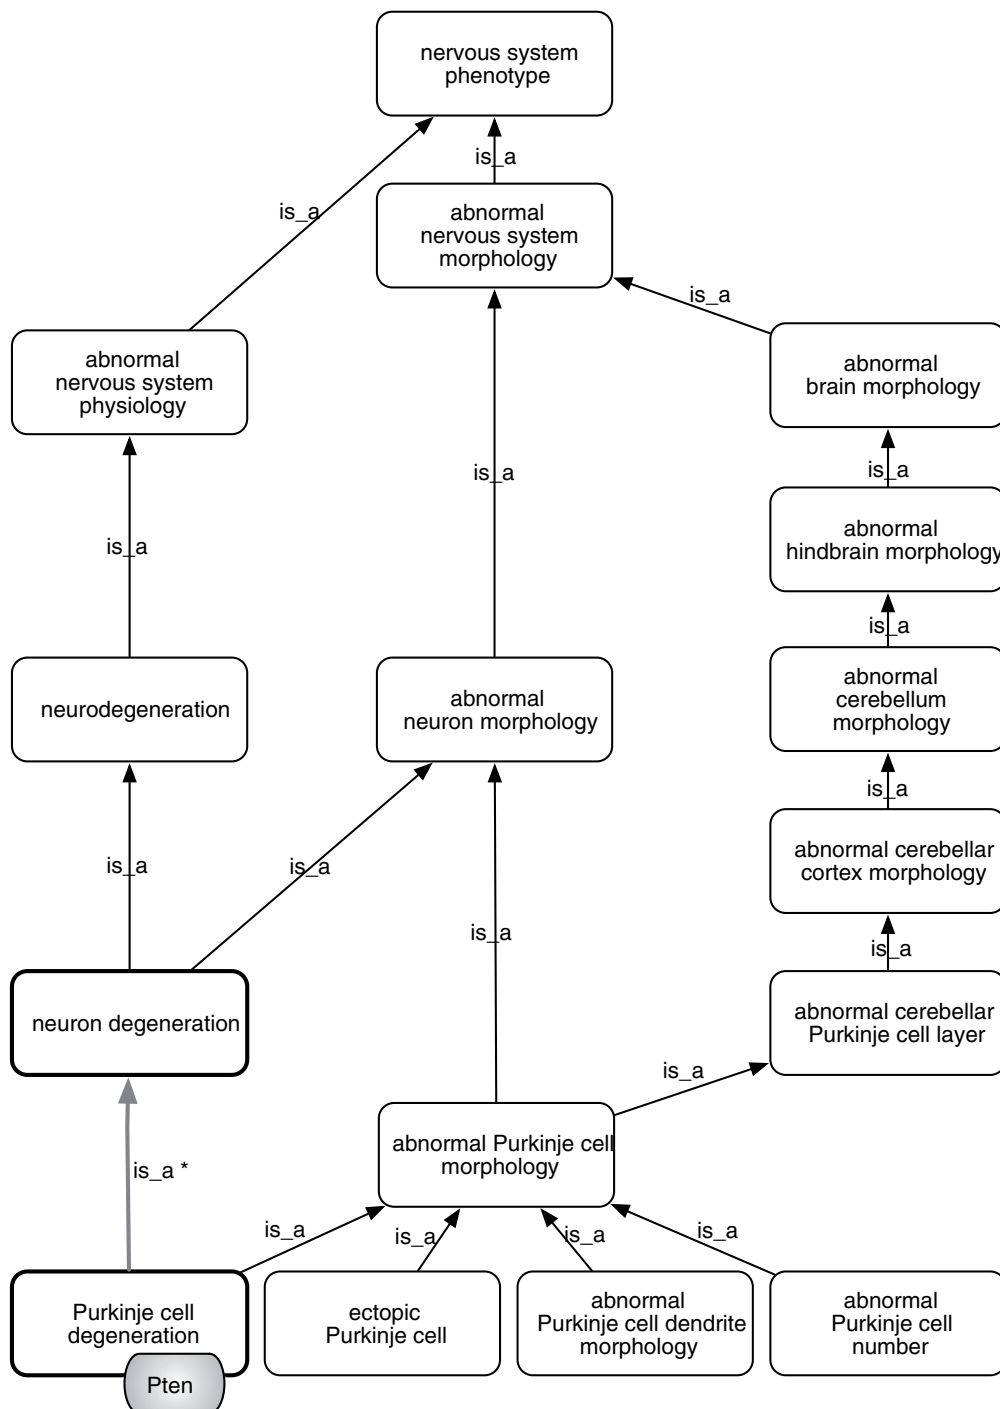 nervous system
phenotype
is_a
is_a
abnormal
nervous system
morphology
is_a
abnormal
nervous system
physiology
abnormal
brain morphology
is_a
is_a
abnormal
hindbrain morphology
is_a
is_a
neurodegeneration
abnormal
neuron morphology
abnormal
cerebellum
morphology
is_a
is_a
is_a
abnormal cerebellar
cortex morphology
is_a
is_a
neuron degeneration
abnormal cerebellar
Purkinje cell layer
is_a
abnormal Purkinje cell
morphology
is_a *
is_a
is_a
is_a
is_a
Purkinje cell
degeneration
ectopic
Purkinje cell
abnormal
Purkinje cell dendrite
morphology
abnormal
Purkinje cell
number
Pten